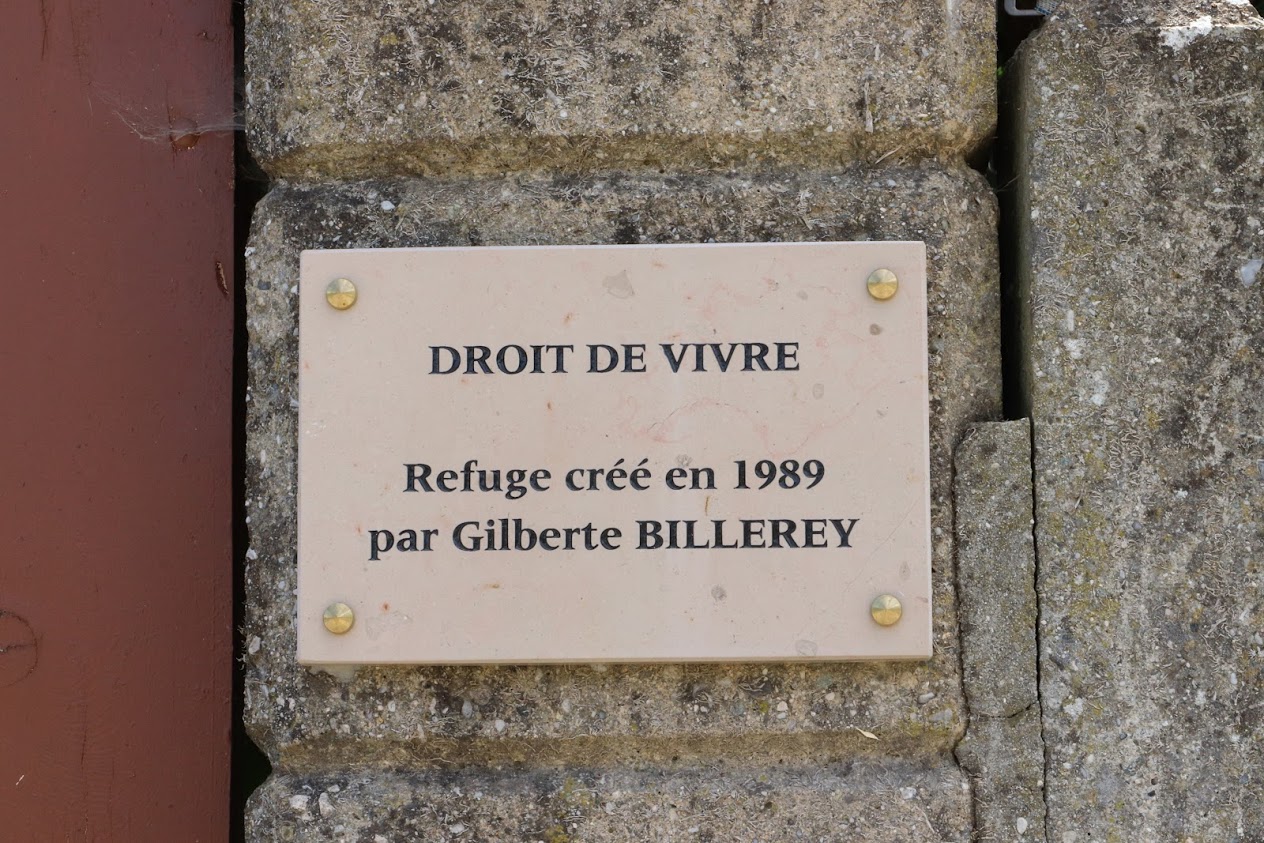 DROIT DE VIVRE
Refuge créé en 1989
par Gilberte BILLEREY